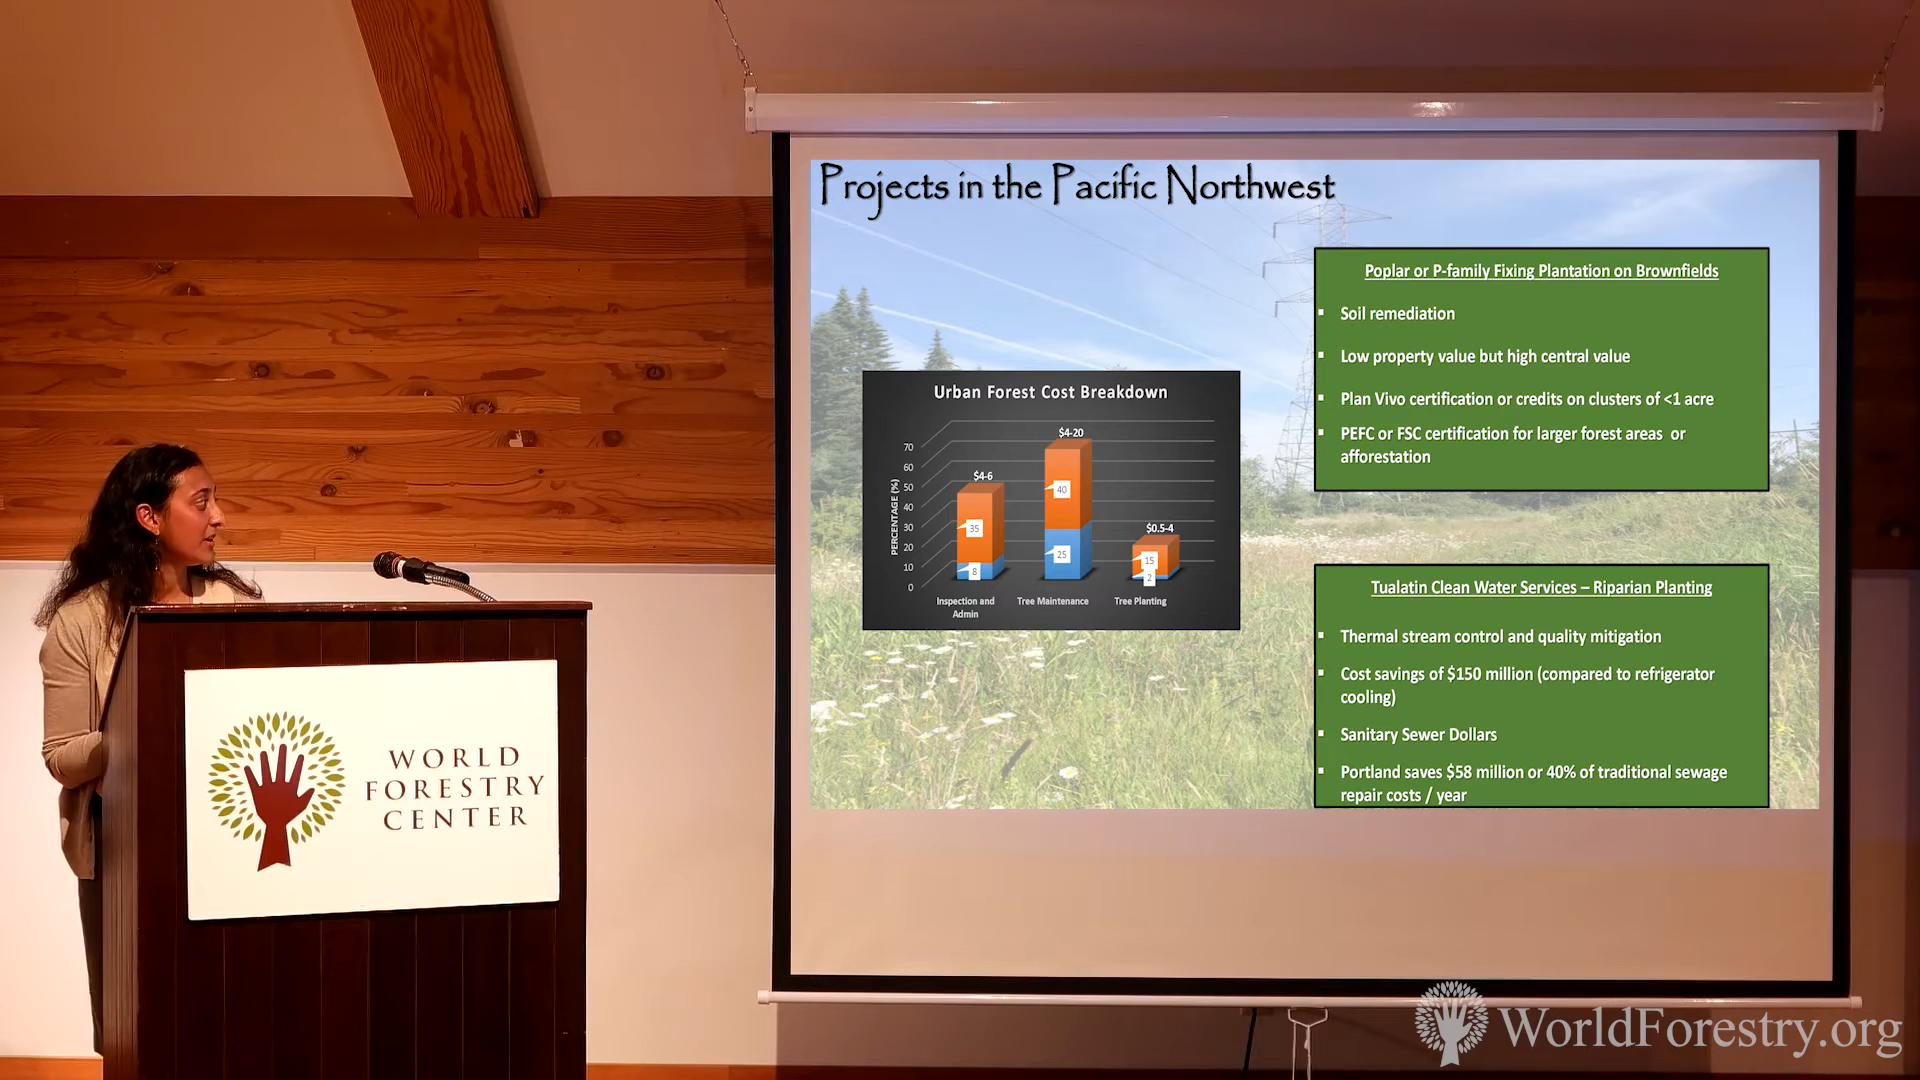 Projects in the Pacific Northwest
Urban Forest Cost Breakdown
PERCENTAGE (%)
70
60
50
40
30
20
10
0
$4-6
35
8
$4-20
40
25
$0.5-4
15
2
Inspection and
Admin
Tree Maintenance
Tree Planting
Poplar or P-family Fixing Plantation on Brownfields
▪ Soil remediation
▪ Low property value but high central value
▪ Plan Vivo certification or credits on clusters of <1 acre
▪ PEFC or FSC certification for larger forest areas or
afforestation
Tualatin Clean Water Services – Riparian Planting
▪ Thermal stream control and quality mitigation
▪ Cost savings of $150 million (compared to refrigerator
cooling)
▪ Sanitary Sewer Dollars
▪ Portland saves $58 million or 40% of traditional sewage
repair costs / year
WORLD
FORESTRY
CENTER
WorldForestry.org